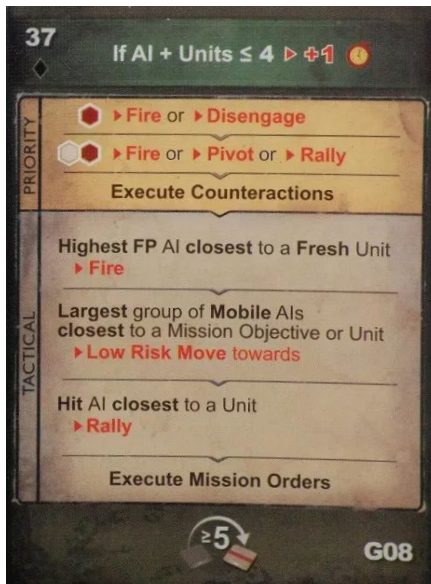 37
If AI + Units ≤ 4 ▸ +1
PRIORITY
▸Fire or ▸Disengage
▸Fire or ▸Pivot or ▸Rally
Execute Counteractions
TACTICAL
Highest FP AI closest to a Fresh Unit
▸Fire
Largest group of Mobile AIs
closest to a Mission Objective or Unit
▸Low Risk Move towards
Hit AI closest to a Unit
▸Rally
Execute Mission Orders
≥5
G08